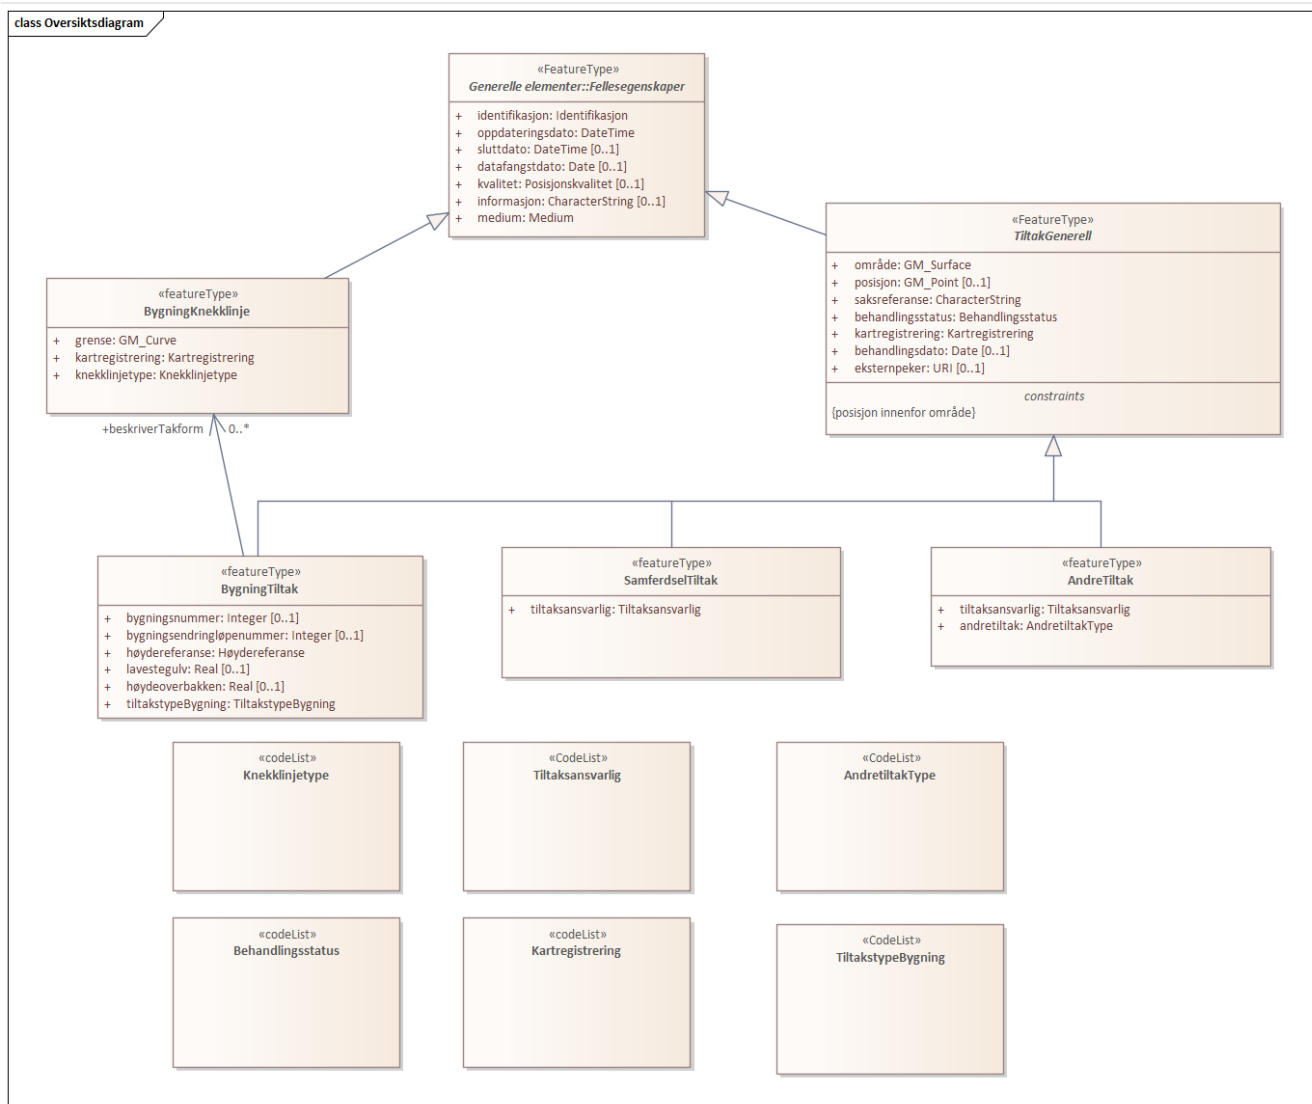 class Oversiktsdiagram
«FeatureType»
Generelle elementer::Fellesegenskaper
+ identifikasjon: Identifikasjon
+ oppdateringsdato: DateTime
+ sluttdato: DateTime [0..1]
+ datafangstdato: Date [0..1]
+ kvalitet: Posisjonskvalitet [0..1]
+ informasjon: CharacterString [0..1]
+ medium: Medium
«FeatureType»
TiltakGenerell
+ område: GM_Surface
+ posisjon: GM_Point [0..1]
+ saksreferanse: CharacterString
+ behandlingsstatus: Behandlingsstatus
+ kartregistrering: Kartregistrering
+ behandlingsdato: Date [0..1]
+ eksternpeker: URI [0..1]
constraints
{posisjon innenfor område}
«featureType»
BygningKnekklinje
+ grense: GM_Curve
+ kartregistrering: Kartregistrering
+ knekklinjetype: Knekklinjetype
+beskriverTakform 0..*
«featureType»
BygningTiltak
+ bygningsnummer: Integer [0..1]
+ bygningsendringløpenummer: Integer [0..1]
+ høydereferanse: Høydereferanse
+ lavestegulv: Real [0..1]
+ høydeoverbakken: Real [0..1]
+ tiltakstypeBygning: TiltakstypeBygning
«featureType»
SamferdselTiltak
+ tiltaksansvarlig: Tiltaksansvarlig
«featureType»
AndreTiltak
+ tiltaksansvarlig: Tiltaksansvarlig
+ andretiltak: AndretiltakType
«codeList»
Knekklinjetype
«CodeList»
Tiltaksansvarlig
«CodeList»
AndretiltakType
«codeList»
Behandlingsstatus
«codeList»
Kartregistrering
«CodeList»
TiltakstypeBygning